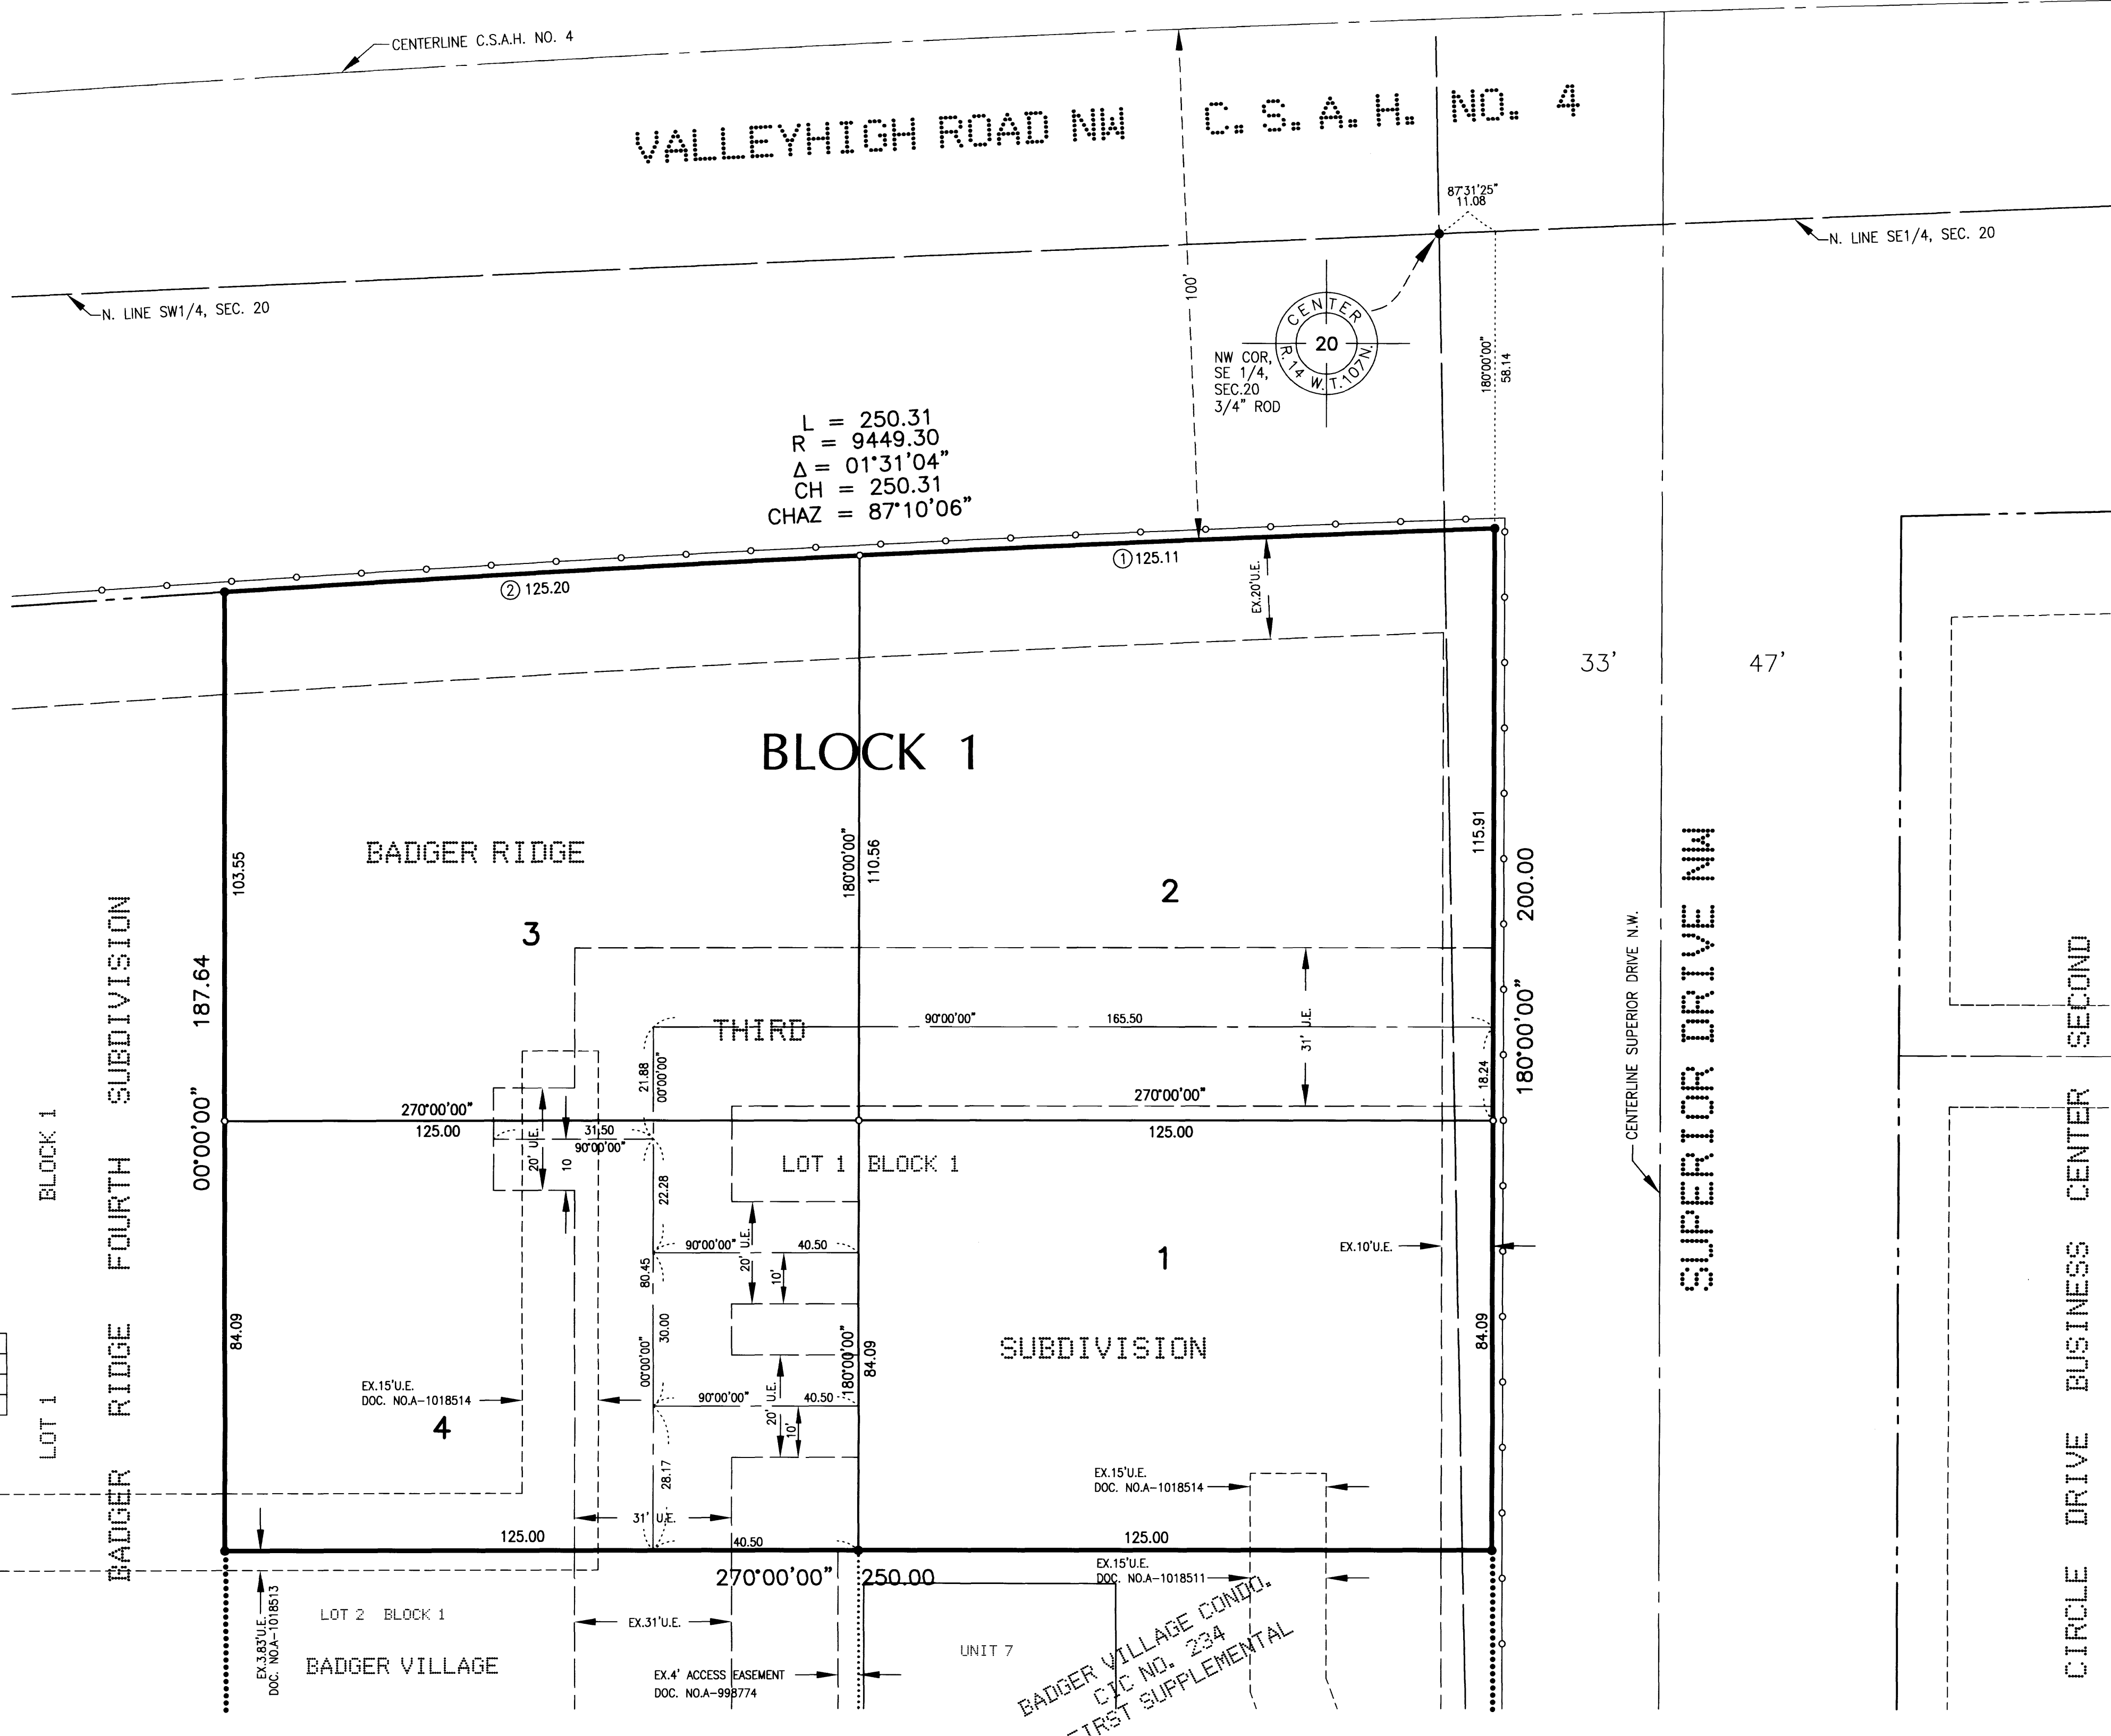 CENTERLINE C.S.A.H. NO. 4
VALLEYHIGH ROAD NW C. S. A. H. NO. 4
87°31'25"
11.08
N. LINE SE1/4, SEC. 20
N. LINE SW1/4, SEC. 20
100'
CENTER
20
R. 14 W. T. 107N.
NW COR,
SE 1/4,
SEC.20
3/4" ROD
180°00'00"
58.14
L = 250.31
R = 9449.30
Δ = 01°31'04"
CH = 250.31
CHAZ = 87°10'06"
① 125.11
② 125.20
EX.20'U.E.
33'
47'
BLOCK 1
BADGER RIDGE
103.55
180°00'00"
110.56
115.91
200.00
180°00'00"
2
3
187.64
00°00'00"
THIRD
90°00'00"
165.50
31' U.E.
18.24
21.88
00°00'00"
270°00'00"
125.00
270°00'00"
125.00
31.50
90°00'00"
20' U.E.
10
LOT 1 BLOCK 1
22.28
90°00'00"
40.50
20' U.E.
10'
80.45
00°00'00"
30.00
1
EX.10'U.E.
SUBDIVISION
84.09
180°00'00"
84.09
84.09
EX.15'U.E.
DOC. NO.A-1018514
4
90°00'00"
40.50
20' U.E.
10'
28.17
EX.15'U.E.
DOC. NO.A-1018514
31' U.E.
125.00
40.50
125.00
270°00'00" 250.00
EX.15'U.E.
DOC. NO.A-1018511
EX.3.83'U.E.
DOC. NO.A-1018513
LOT 2 BLOCK 1
BADGER VILLAGE
EX.31'U.E.
EX.4' ACCESS EASEMENT
DOC. NO.A-998774
UNIT 7
BADGER VILLAGE CONDO.
CIC NO. 234
FIRST SUPPLEMENTAL
LOT 1 BLOCK 1
BADGER RIDGE FOURTH SUBDIVISION
CENTERLINE SUPERIOR DRIVE N.W.
SUPERIOR DRIVE NW
CIRCLE DRIVE BUSINESS CENTER SECOND